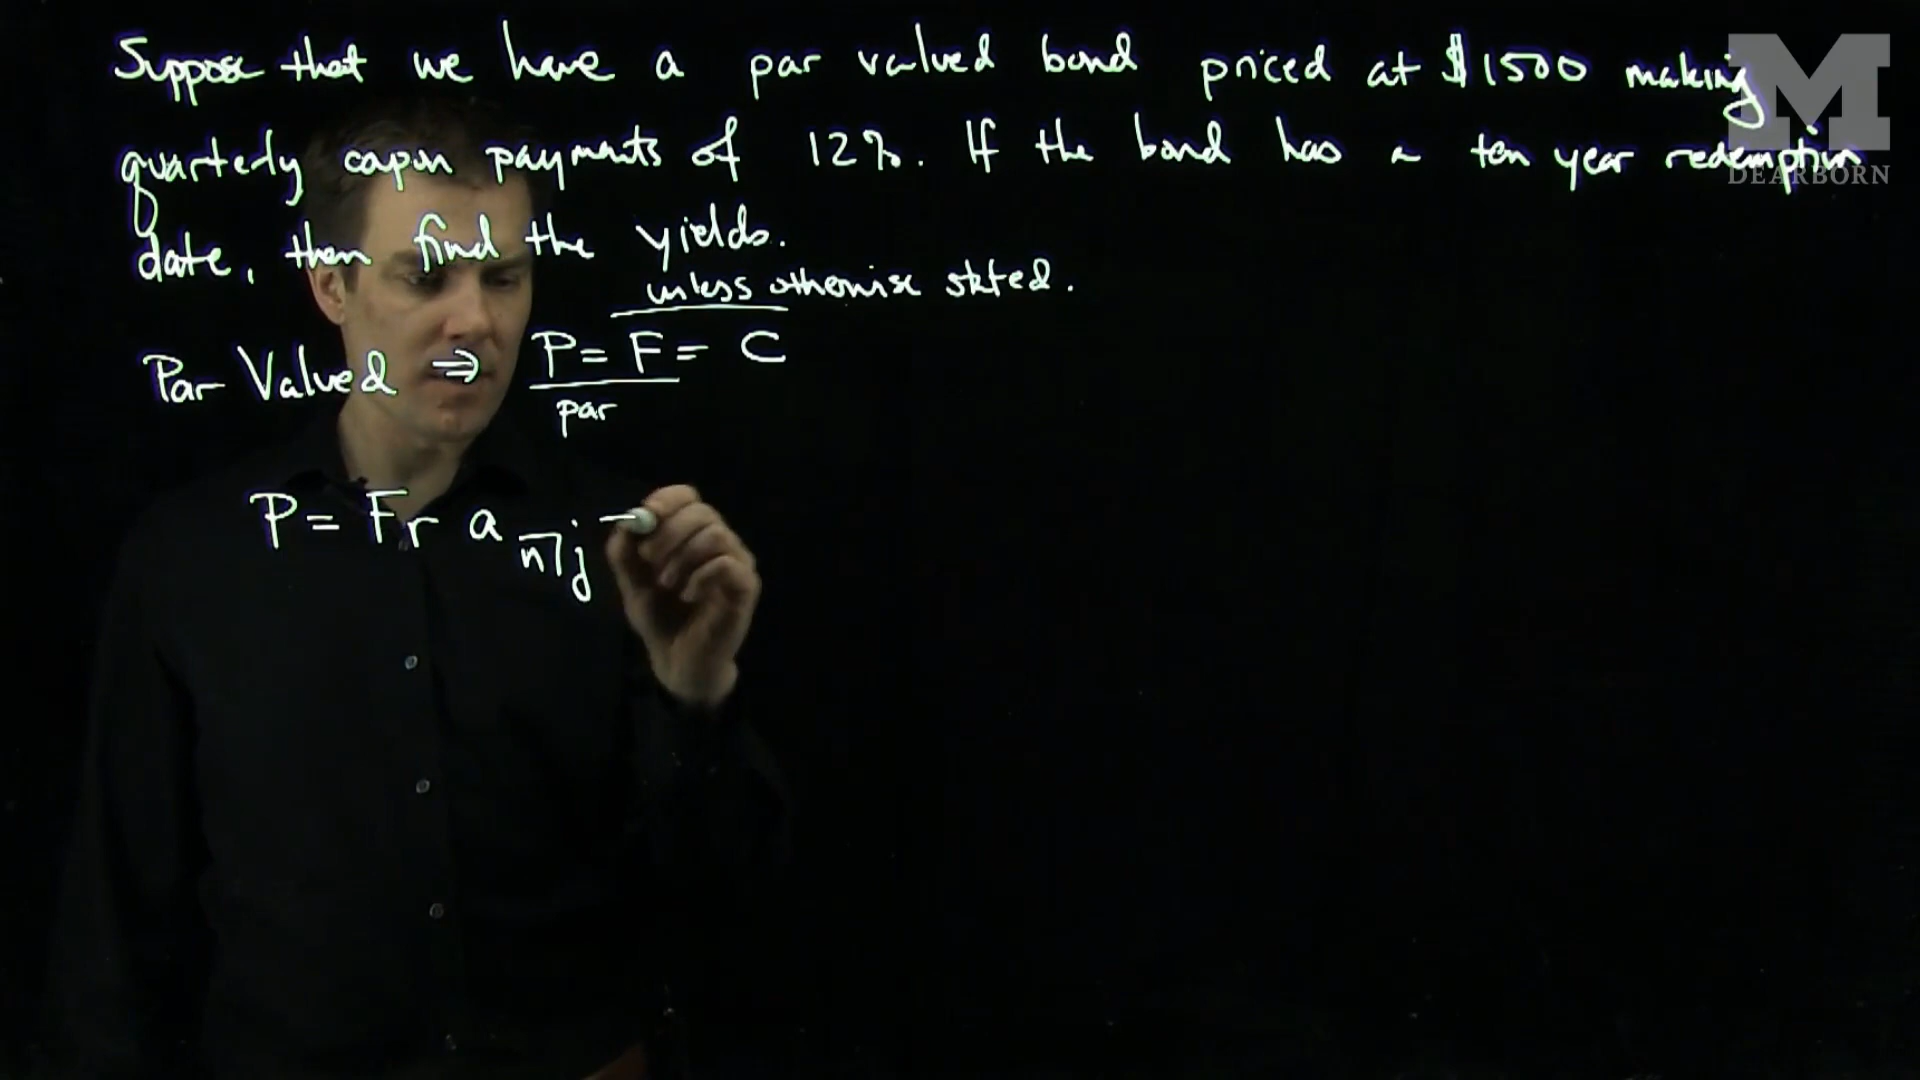 Suppose that we have a par valued bond priced at $1500 making
quarterly copon payments of 12%. If the bond has a ten year redemption
date, then find the yields.
unless otherwise stated.
Par Valued ⇒ P = F = C
par
P = Fr a n⌉j
M
DEARBORN